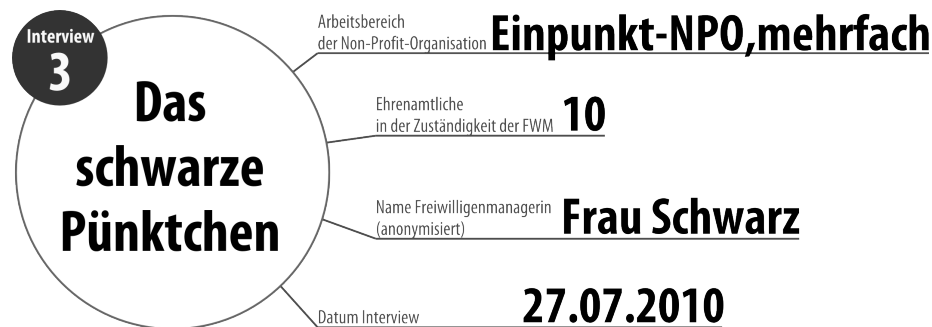 Interview
3
Das
schwarze
Pünktchen
Arbeitsbereich
der Non-Profit-Organisation Einpunkt-NPO,mehrfach
Ehrenamtliche
in der Zuständigkeit der FWM 10
Name Freiwilligenmanagerin
(anonymisiert) Frau Schwarz
Datum Interview 27.07.2010